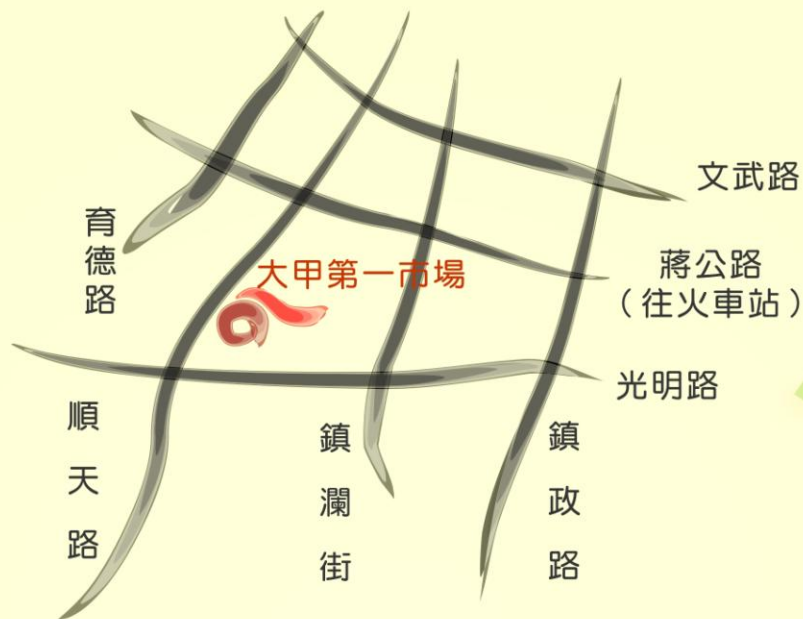 文武路
育德路
蔣公路
（往火車站）
大甲第一市場
光明路
順天路
鎮瀾街
鎮政路